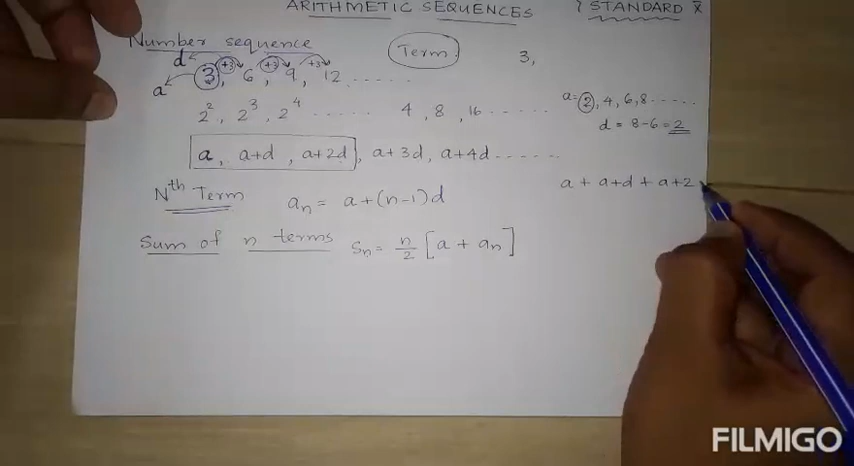 ARITHMETIC SEQUENCES
STANDARD X
Number sequence
Term
3,
d +3 +3 +3
3, 6, 9, 12 ......
a
a = 2, 4, 6, 8 ......
d = 8-6 = 2
2², 2³, 2⁴ ...... 4, 8, 16 ......
a, a+d, a+2d, a+3d, a+4d ......
Nth Term aₙ = a+(n-1)d
a + a+d + a+2
Sum of n terms Sₙ = n/2 [a + aₙ]
FILMIGO